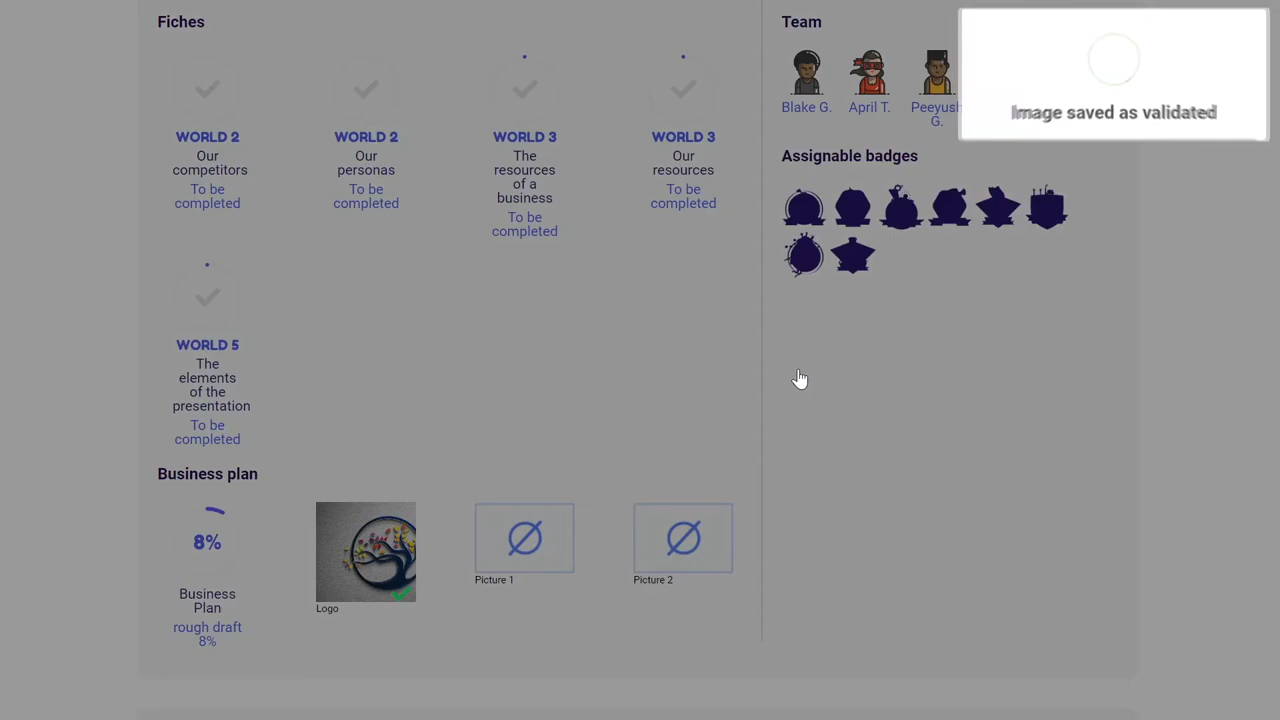 Fiches
WORLD 2
Our
competitors
To be
completed
WORLD 2
Our
personas
To be
completed
WORLD 3
The
resources
of a
business
To be
completed
WORLD 3
Our
resources
To be
completed
WORLD 5
The
elements
of the
presentation
To be
completed
Business plan
8%
Business
Plan
rough draft
8%
Logo
Picture 1
Picture 2
Team
Blake G.
April T.
Peeyush
G.
Image saved as validated
Assignable badges